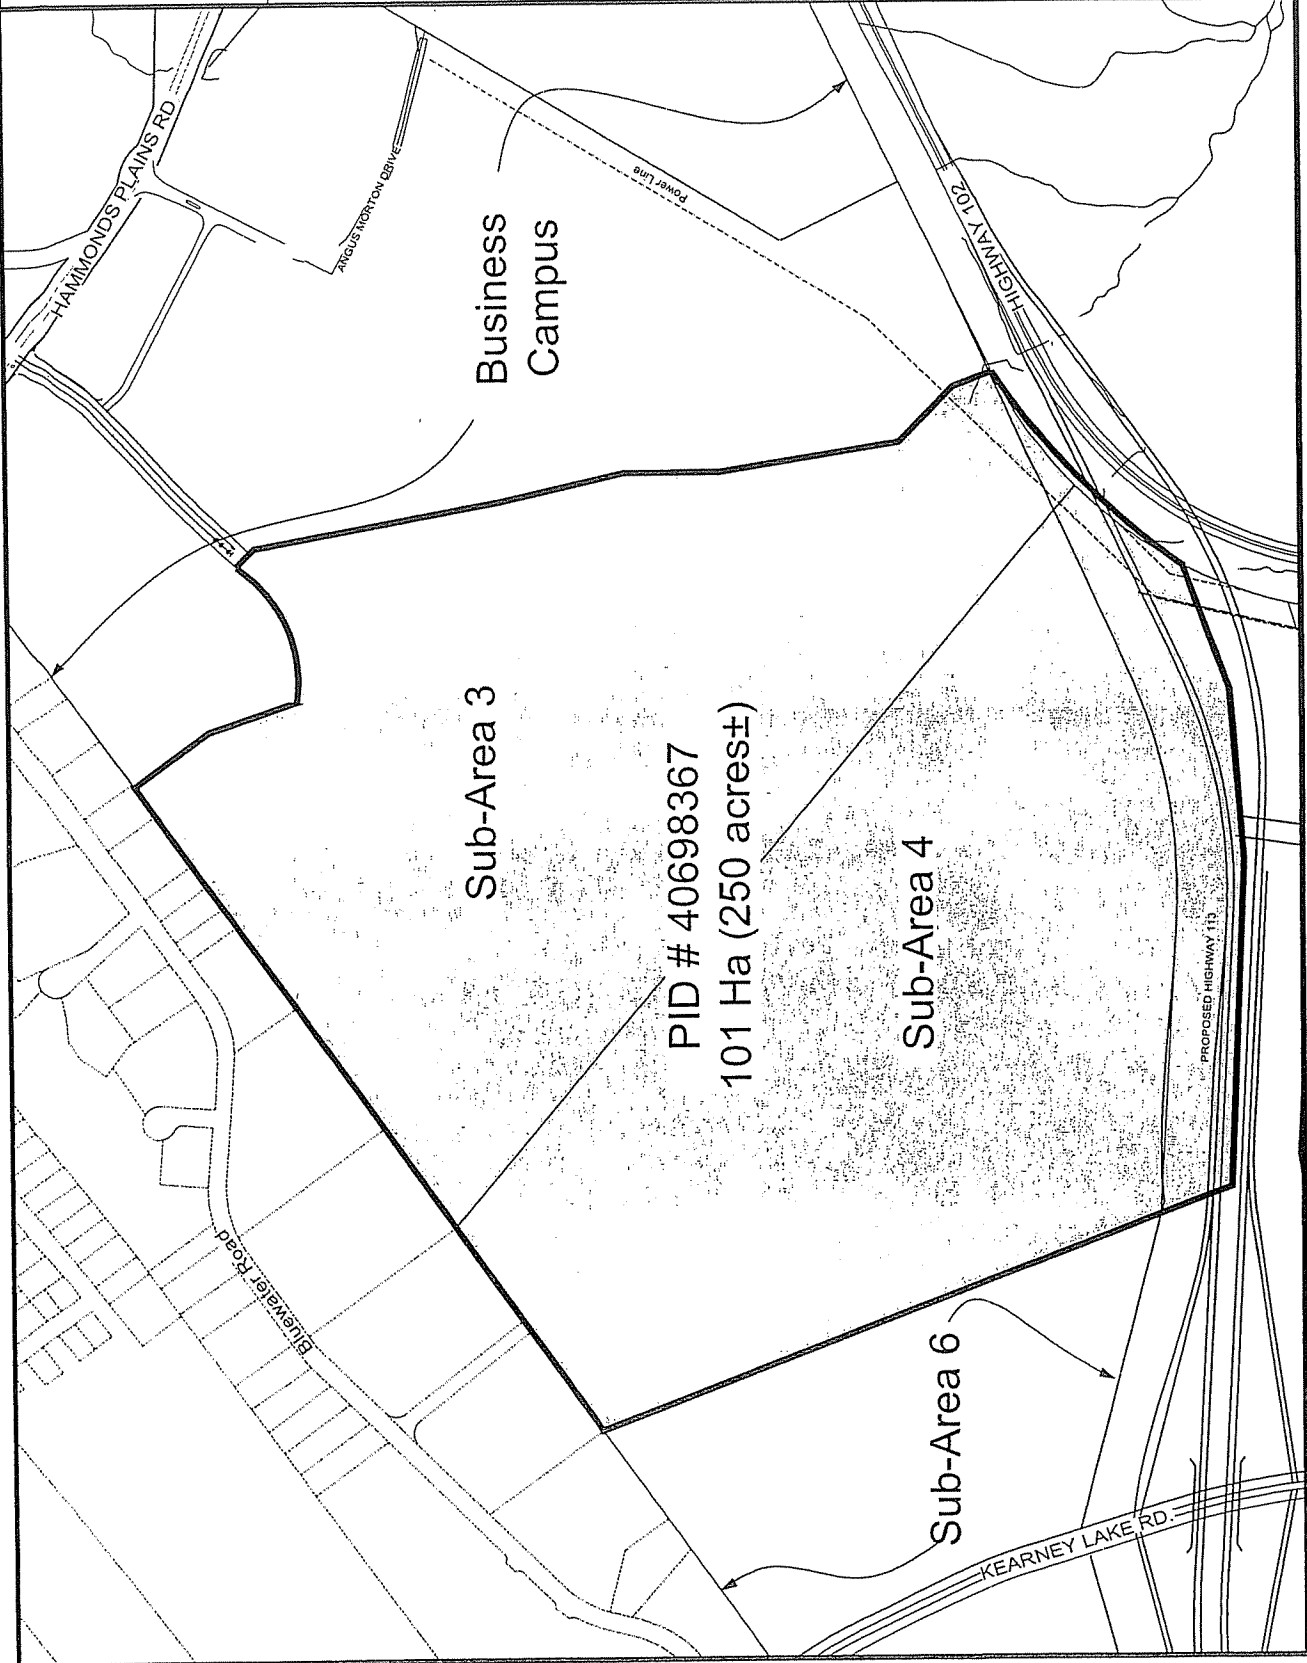 HAMMONDS PLAINS RD
ANGUS MORTON DRIVE
Power Line
HIGHWAY 102
Business
Campus
Sub-Area 3
PID # 40698367
101 Ha (250 acres±)
Sub-Area 4
PROPOSED HIGHWAY 113
Bluewater Road
Sub-Area 6
KEARNEY LAKE RD.